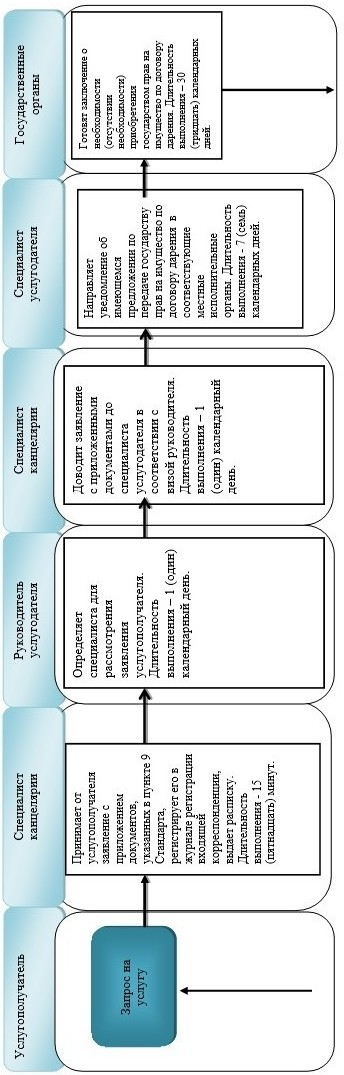 Услугополучатель
Запрос на
услугу
Специалист
канцелярии
Принимает от
услугополучателя
заявление с
приложением
документов,
указанных в пункте 9
Стандарта,
регистрирует его в
журнале регистрации
входящей
корреспонденции,
выдает расписку.
Длительность
выполнения - 15
(пятнадцать) минут.
Руководитель
услугодателя
Определяет
специалиста для
рассмотрения
заявления
услугополучателя.
Длительность
выполнения – 1 (один)
календарный день.
Специалист
канцелярии
Доводит заявление
с приложенными
документами до
специалиста
услугодателя в
соответствии с
визой руководителя.
Длительность
выполнения – 1
(один) календарный
день.
Специалист
услугодателя
Направляет
уведомление об
имеющемся
предложении по
передаче государству
прав на имущество по
договору дарения в
соответствующие
местные
исполнительные
органы. Длительность
выполнения - 7 (семь)
календарных дней.
Государственные
органы
Готовят заключение о
необходимости
(отсутствии
необходимости)
приобретения
государством прав на
имущество по договору
дарения. Длительность
выполнения – 30
(тридцать) календарных
дней.